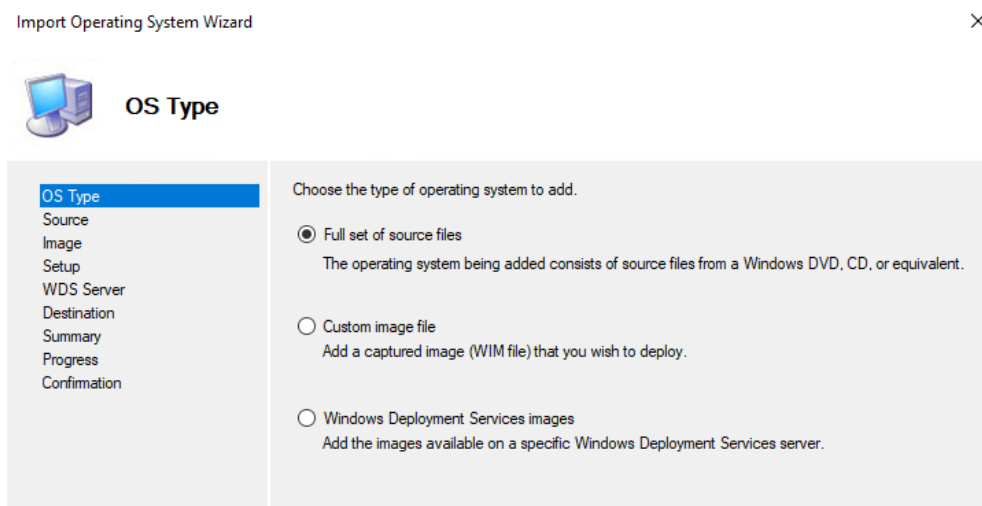 Import Operating System Wizard
OS Type
OS Type
Source
Image
Setup
WDS Server
Destination
Summary
Progress
Confirmation
Choose the type of operating system to add.
Full set of source files
The operating system being added consists of source files from a Windows DVD, CD, or equivalent.
Custom image file
Add a captured image (WIM file) that you wish to deploy.
Windows Deployment Services images
Add the images available on a specific Windows Deployment Services server.